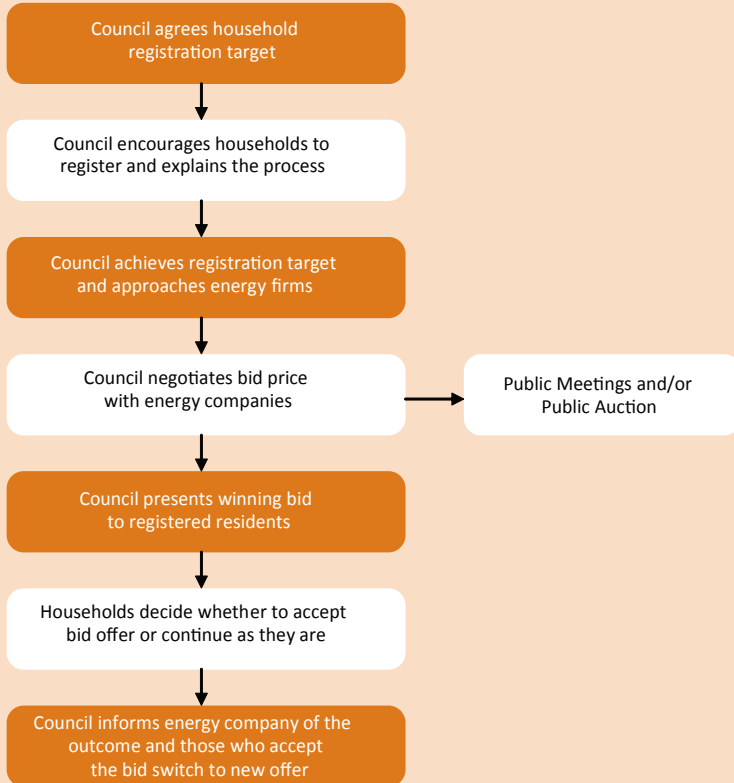 Council agrees household
registration target
Council encourages households to
register and explains the process
Council achieves registration target
and approaches energy firms
Council negotiates bid price
with energy companies
Public Meetings and/or
Public Auction
Council presents winning bid
to registered residents
Households decide whether to accept
bid offer or continue as they are
Council informs energy company of the
outcome and those who accept
the bid switch to new offer